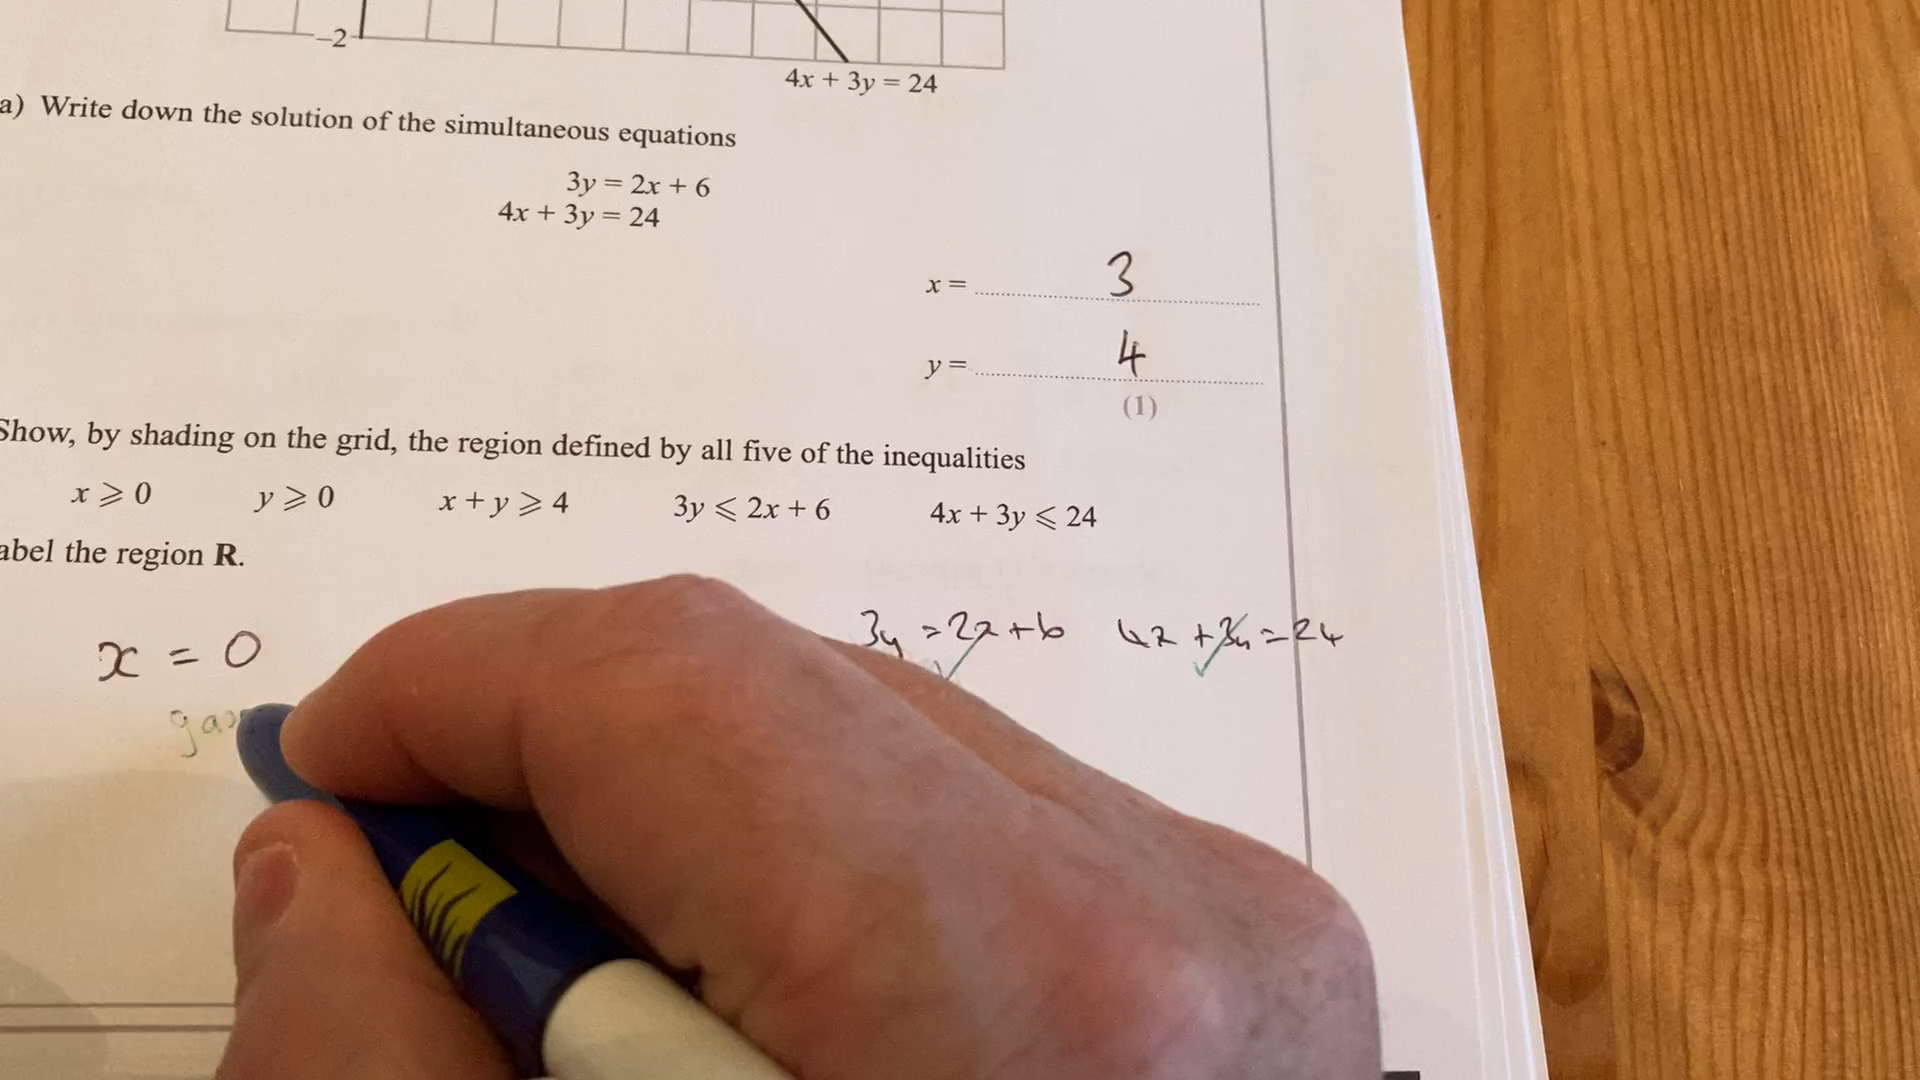 -2
4x + 3y = 24
a) Write down the solution of the simultaneous equations
3y = 2x + 6
4x + 3y = 24
x = 3
y = 4
(1)
Show, by shading on the grid, the region defined by all five of the inequalities
x ⩾ 0 y ⩾ 0 x + y ⩾ 4 3y ⩽ 2x + 6 4x + 3y ⩽ 24
abel the region R.
x = 0 3y = 2x + 6 4x + 3y = 24